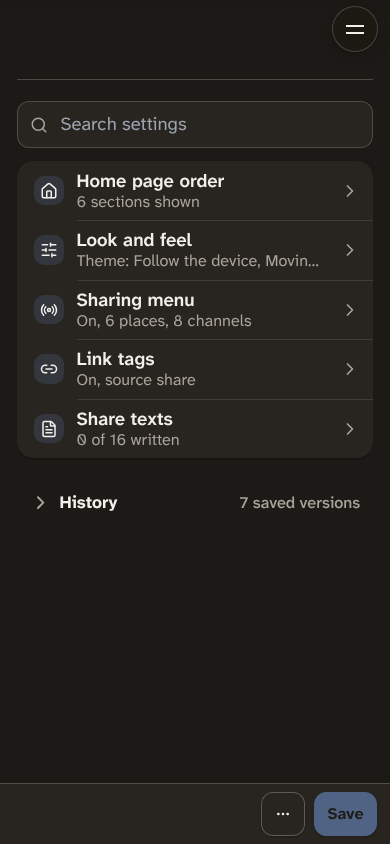 Search settings
Home page order
6 sections shown
Look and feel
Theme: Follow the device, Movin...
Sharing menu
On, 6 places, 8 channels
Link tags
On, source share
Share texts
0 of 16 written
History
7 saved versions
...
Save